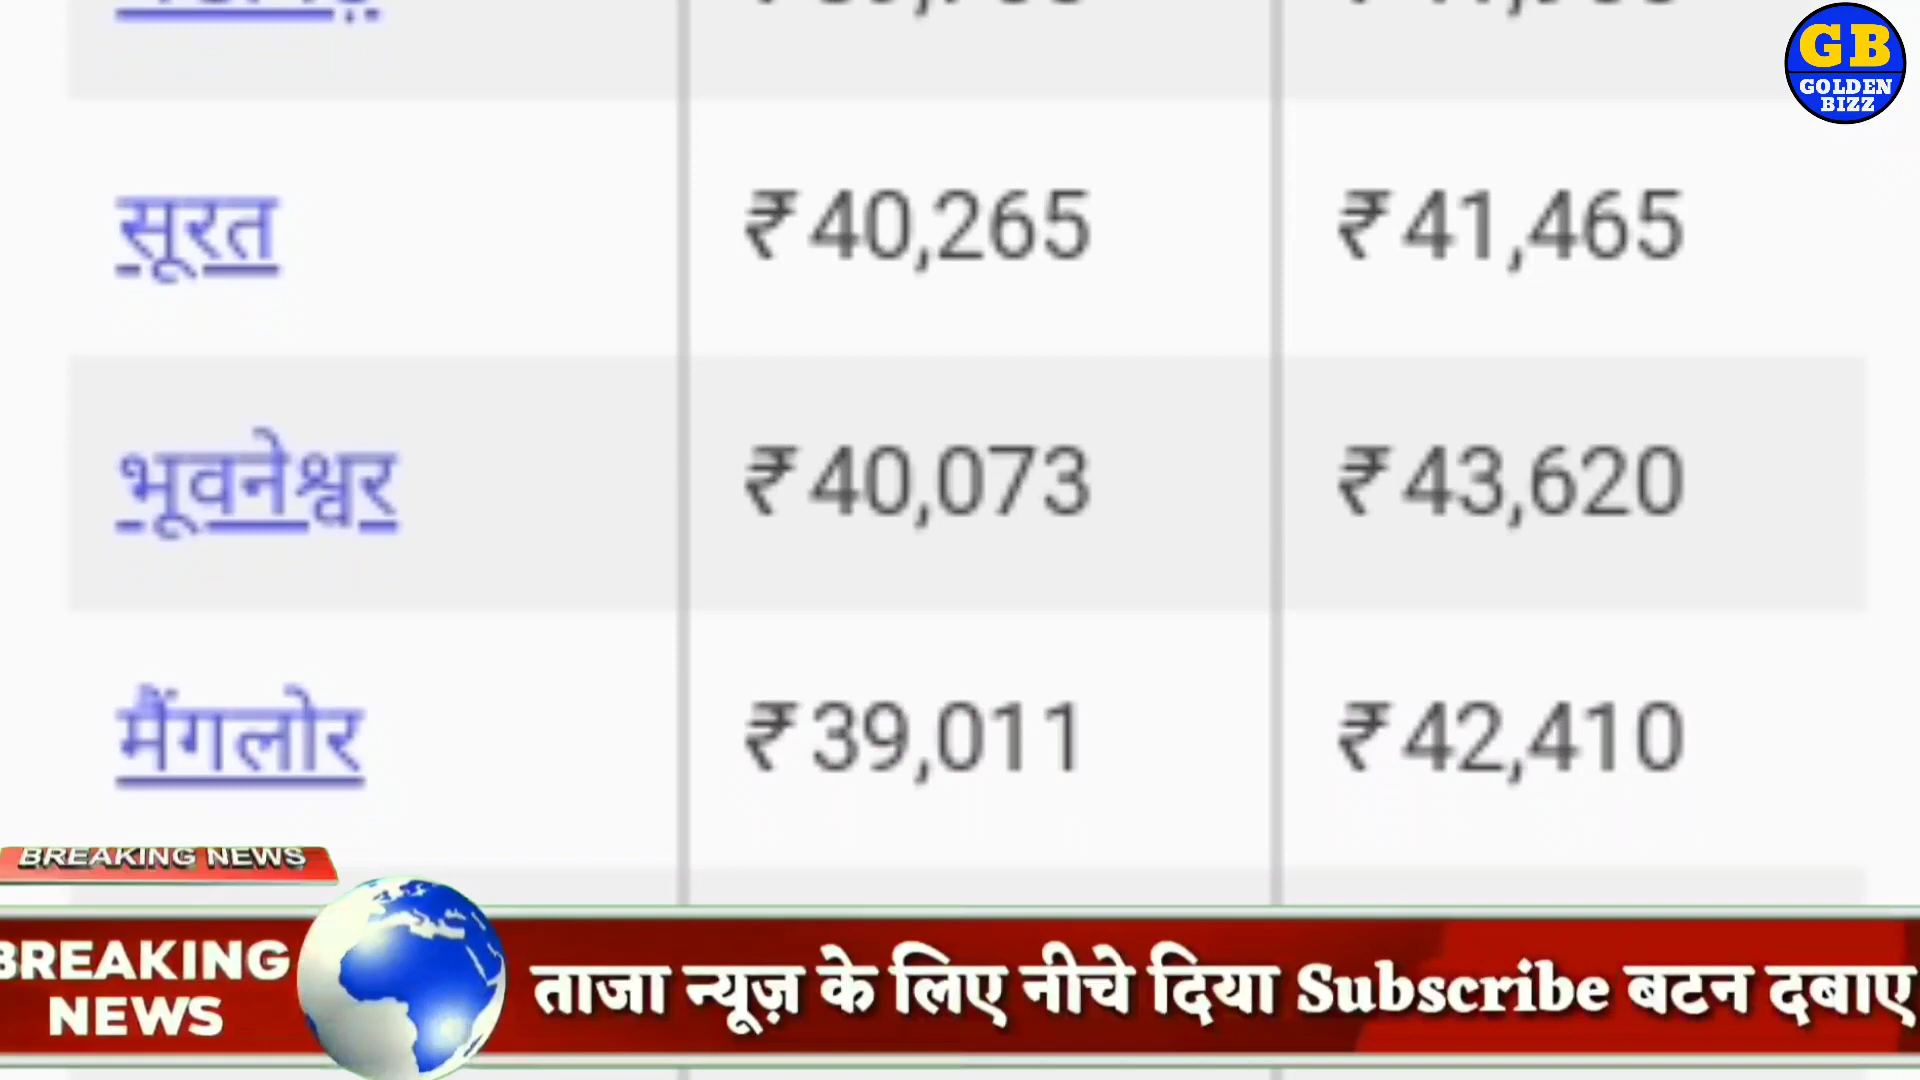 GB
GOLDEN
BIZZ
सूरत ₹40,265 ₹41,465
भूवनेश्वर ₹40,073 ₹43,620
मैंगलोर ₹39,011 ₹42,410
BREAKING NEWS
BREAKING
NEWS
ताजा न्यूज़ के लिए नीचे दिया Subscribe बटन दबाए